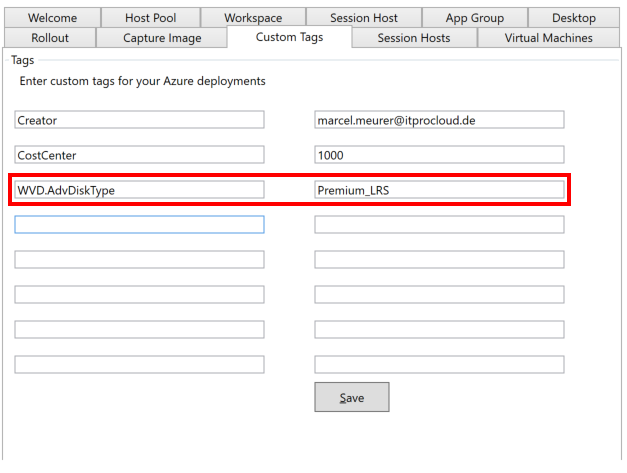 Welcome Host Pool Workspace Session Host App Group Desktop
Rollout Capture Image Custom Tags Session Hosts Virtual Machines
Tags
Enter custom tags for your Azure deployments
Creator marcel.meurer@itprocloud.de
CostCenter 1000
WVD.AdvDiskType Premium_LRS
Save